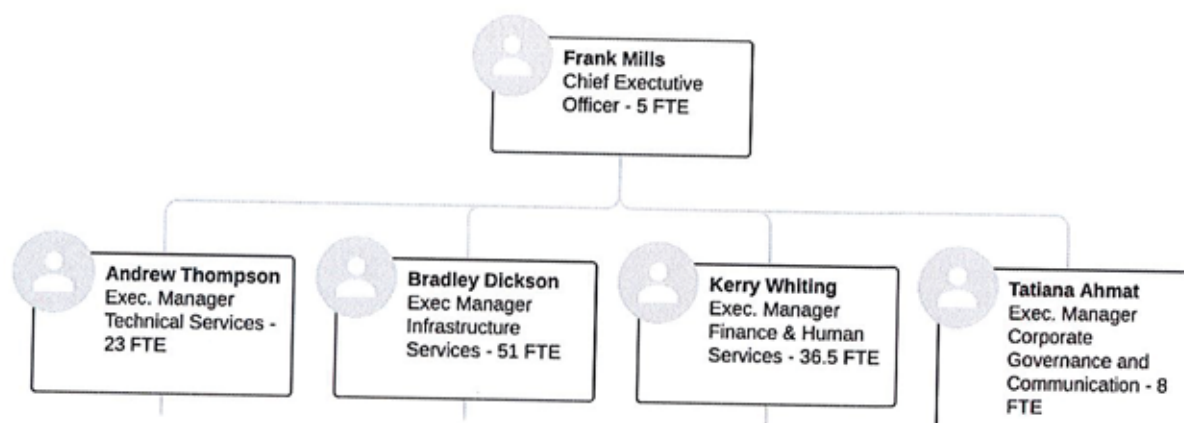 Frank Mills
Chief Exectutive
Officer - 5 FTE
Andrew Thompson
Exec. Manager
Technical Services -
23 FTE
Bradley Dickson
Exec Manager
Infrastructure
Services - 51 FTE
Kerry Whiting
Exec. Manager
Finance & Human
Services - 36.5 FTE
Tatiana Ahmat
Exec. Manager
Corporate
Governance and
Communication - 8
FTE